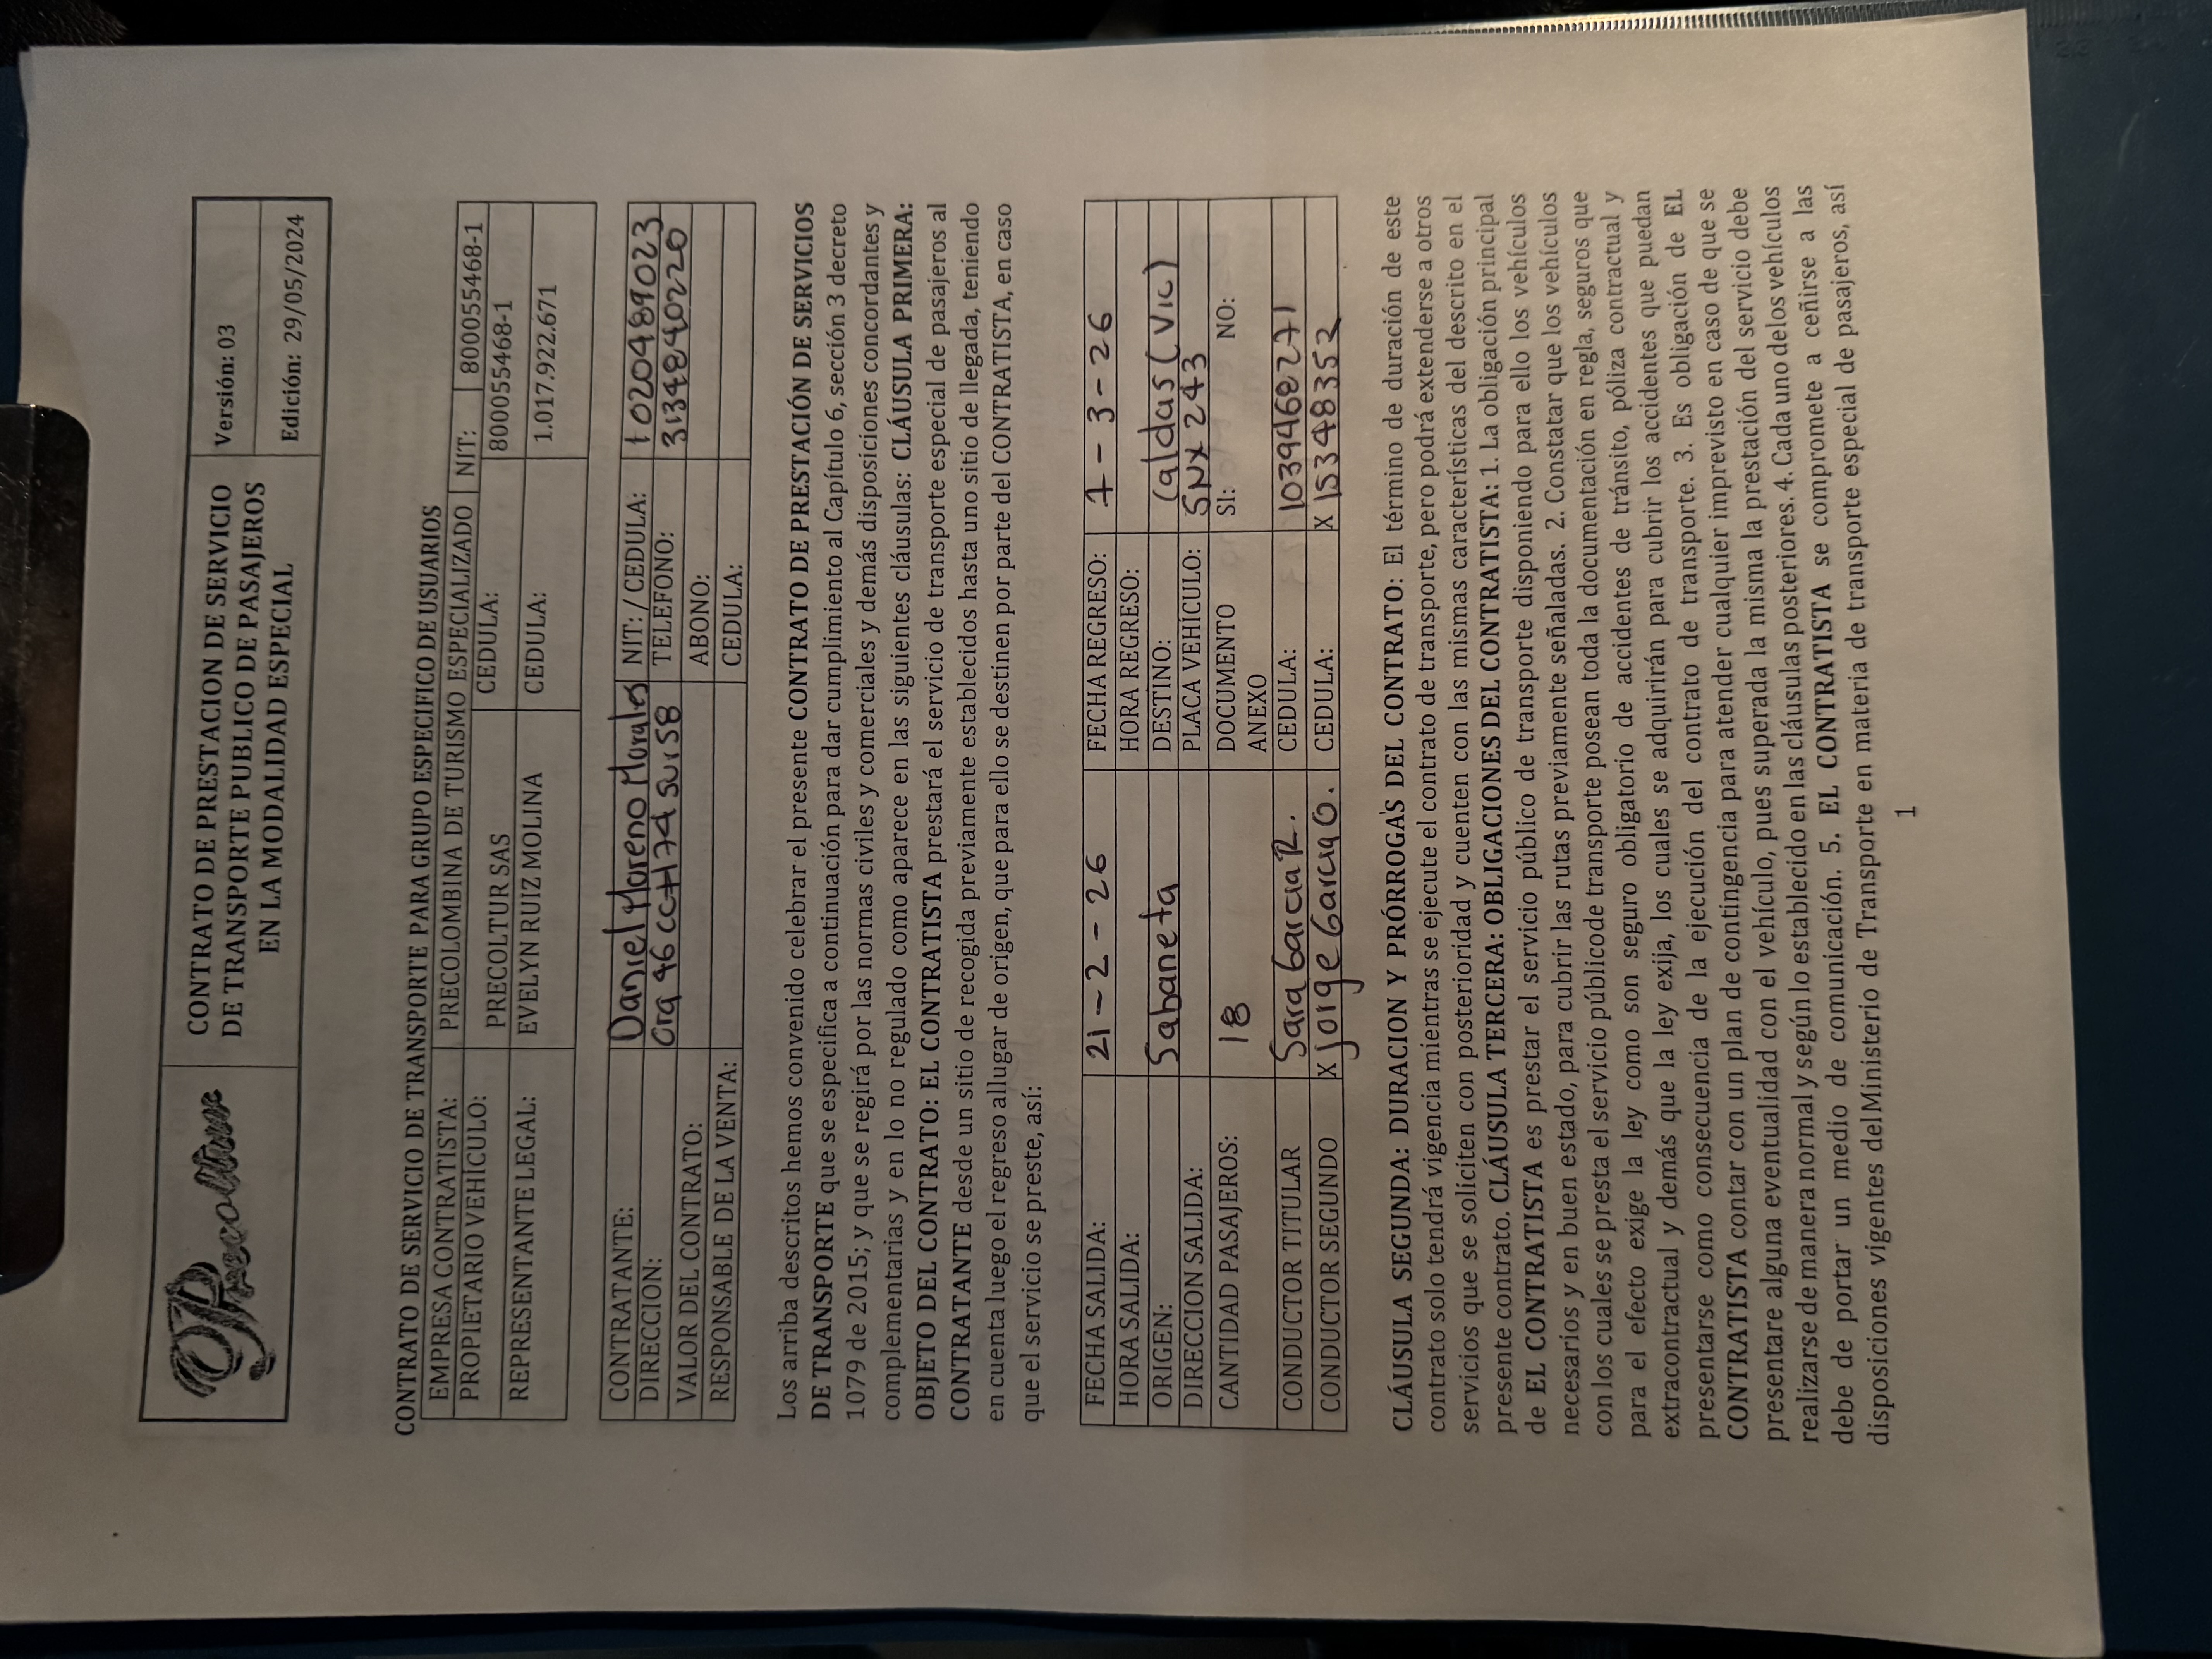 Precoltur
CONTRATO DE PRESTACION DE SERVICIO
DE TRANSPORTE PUBLICO DE PASAJEROS
EN LA MODALIDAD ESPECIAL
Versión: 03
Edición: 29/05/2024
CONTRATO DE SERVICIO DE TRANSPORTE PARA GRUPO ESPECIFICO DE USUARIOS
EMPRESA CONTRATISTA: PRECOLOMBINA DE TURISMO ESPECIALIZADO NIT: 800055468-1
PROPIETARIO VEHÍCULO: PRECOLTUR SAS CEDULA: 800055468-1
REPRESENTANTE LEGAL: EVELYN RUIZ MOLINA CEDULA: 1.017.922.671
CONTRATANTE: Daniel Moreno Morales NIT: / CEDULA: 1020489023
DIRECCION: Cra 46 cc #74 sur 58 TELEFONO: 3134840220
VALOR DEL CONTRATO: ABONO:
RESPONSABLE DE LA VENTA: CEDULA:
Los arriba descritos hemos convenido celebrar el presente CONTRATO DE PRESTACIÓN DE SERVICIOS
DE TRANSPORTE que se especifica a continuación para dar cumplimiento al Capítulo 6, sección 3 decreto
1079 de 2015; y que se regirá por las normas civiles y comerciales y demás disposiciones concordantes y
complementarias y en lo no regulado como aparece en las siguientes cláusulas: CLÁUSULA PRIMERA:
OBJETO DEL CONTRATO: EL CONTRATISTA prestará el servicio de transporte especial de pasajeros al
CONTRATANTE desde un sitio de recogida previamente establecidos hasta uno sitio de llegada, teniendo
en cuenta luego el regreso allugar de origen, que para ello se destinen por parte del CONTRATISTA, en caso
que el servicio se preste, así:
FECHA SALIDA: 21-2-26 FECHA REGRESO: 7-3-26
HORA SALIDA: HORA REGRESO:
ORIGEN: Sabaneta DESTINO: Caldas (Vic)
DIRECCION SALIDA: PLACA VEHÍCULO: SNX 243
CANTIDAD PASAJEROS: 18 DOCUMENTO ANEXO SI: NO:
CONDUCTOR TITULAR Sara Garcia R. CEDULA: 1039468271
CONDUCTOR SEGUNDO X Jorge Garcia O. CEDULA: X 15348352
CLÁUSULA SEGUNDA: DURACION Y PRÓRROGAS DEL CONTRATO: El término de duración de este
contrato solo tendrá vigencia mientras se ejecute el contrato de transporte, pero podrá extenderse a otros
servicios que se soliciten con posterioridad y cuenten con las mismas características del descrito en el
presente contrato. CLÁUSULA TERCERA: OBLIGACIONES DEL CONTRATISTA: 1. La obligación principal
de EL CONTRATISTA es prestar el servicio público de transporte disponiendo para ello los vehículos
necesarios y en buen estado, para cubrir las rutas previamente señaladas. 2. Constatar que los vehículos
con los cuales se presta el servicio públicode transporte posean toda la documentación en regla, seguros que
para el efecto exige la ley como son seguro obligatorio de accidentes de tránsito, póliza contractual y
extracontractual y demás que la ley exija, los cuales se adquirirán para cubrir los accidentes que puedan
presentarse como consecuencia de la ejecución del contrato de transporte. 3. Es obligación de EL
CONTRATISTA contar con un plan de contingencia para atender cualquier imprevisto en caso de que se
presentare alguna eventualidad con el vehículo, pues superada la misma la prestación del servicio debe
realizarse de manera normal y según lo establecido en las cláusulas posteriores. 4. Cada uno delos vehículos
debe de portar un medio de comunicación. 5. EL CONTRATISTA se compromete a ceñirse a las
disposiciones vigentes delMinisterio de Transporte en materia de transporte especial de pasajeros, así
1